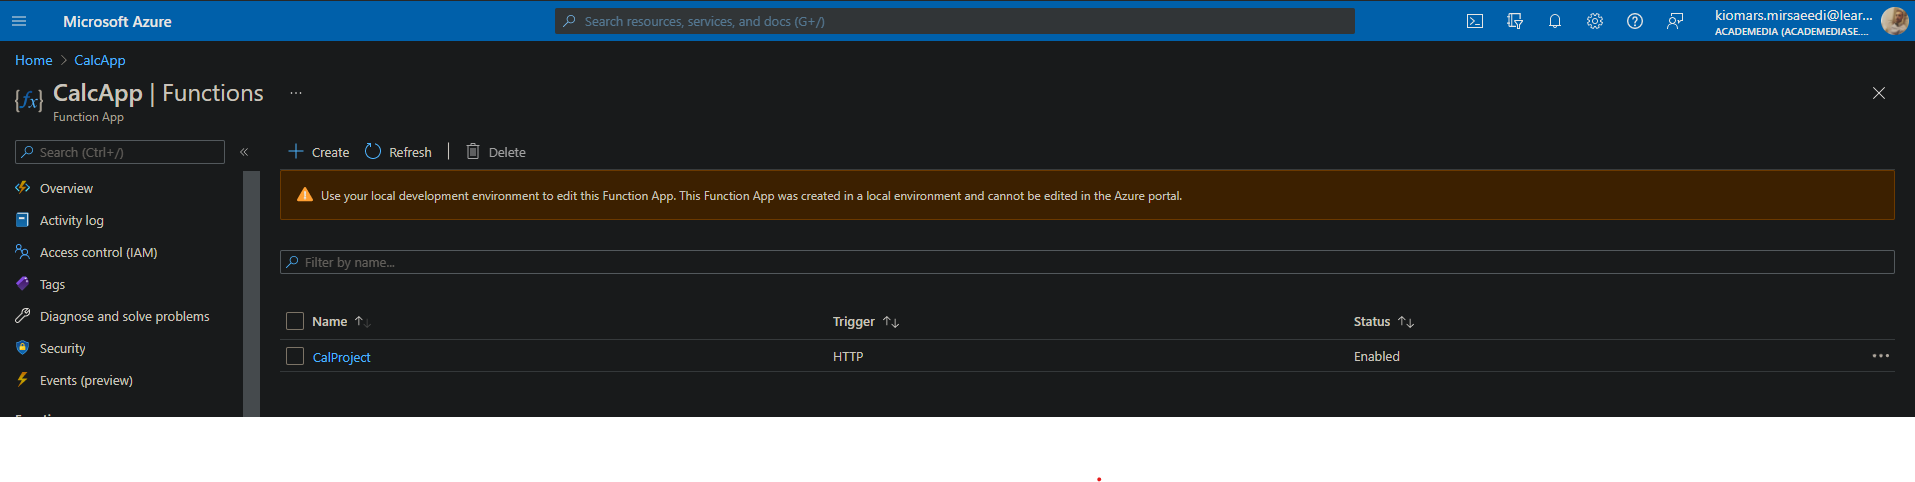 Microsoft Azure
Search resources, services, and docs (G+/)
kiomars.mirsaeedi@lear...
ACADEMEDIA (ACADEMEDIASE....
Home > CalcApp
{fx} CalcApp | Functions ...
Function App
Search (Ctrl+/)
«
Overview
Activity log
Access control (IAM)
Tags
Diagnose and solve problems
Security
Events (preview)
+ Create Refresh | Delete
Use your local development environment to edit this Function App. This Function App was created in a local environment and cannot be edited in the Azure portal.
Filter by name...
Name ↑↓ Trigger ↑↓ Status ↑↓
CalProject HTTP Enabled ...